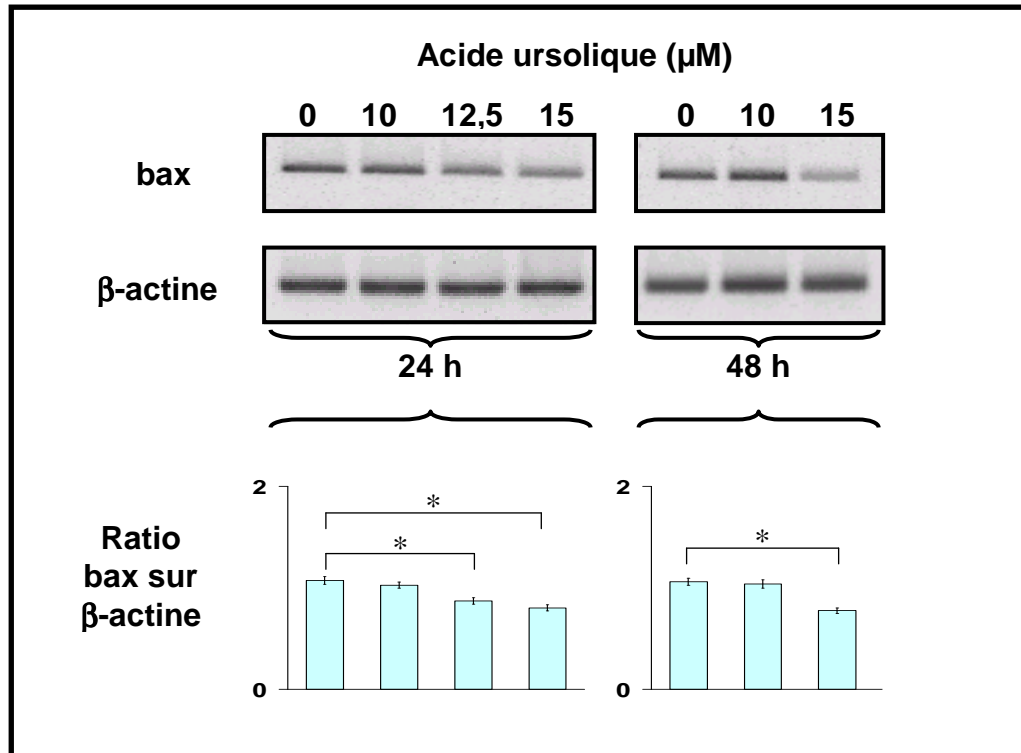 Acide ursolique (µM)
0 10 12,5 15 0 10 15
bax
β-actine
24 h 48 h
2 2
* *
* 
Ratio
bax sur
β-actine
0 0